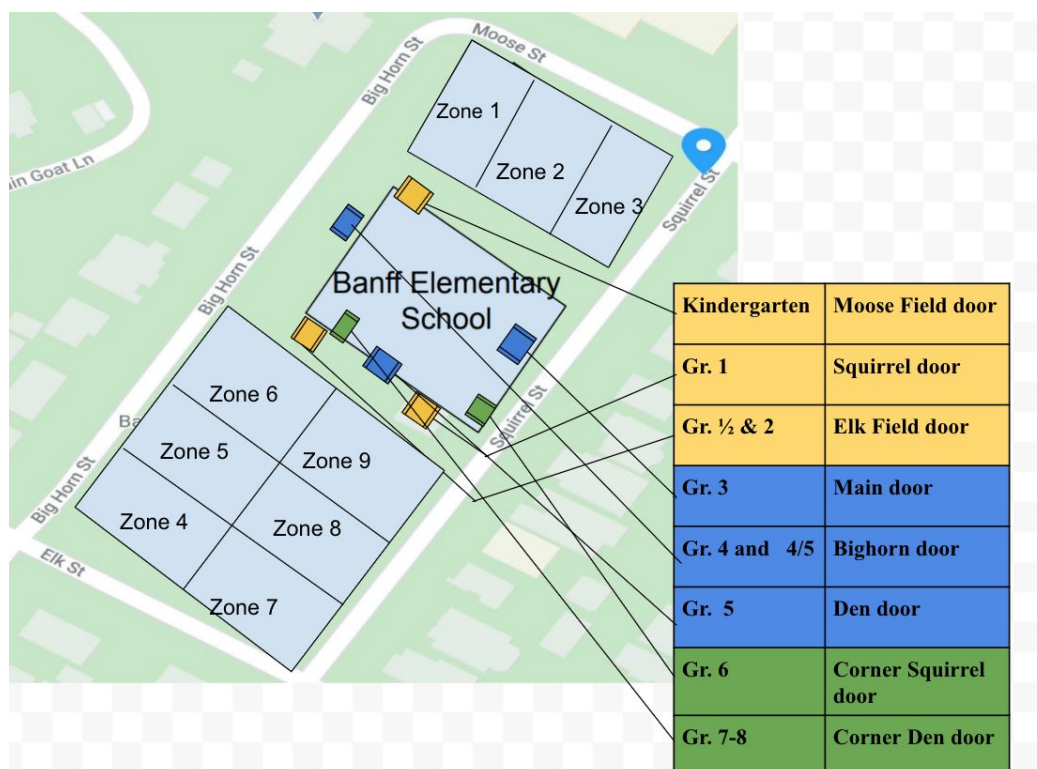 Moose St
Big Horn St
Zone 1
Zone 2
Zone 3
Squirrel St
Goat Ln
Big Horn St
Banff Elementary
School
Zone 6
Zone 5
Zone 9
Zone 4
Zone 8
Zone 7
Squirrel St
Big Horn St
Elk St
Kindergarten Moose Field door
Gr. 1 Squirrel door
Gr. ½ & 2 Elk Field door
Gr. 3 Main door
Gr. 4 and 4/5 Bighorn door
Gr. 5 Den door
Gr. 6 Corner Squirrel
door
Gr. 7-8 Corner Den door